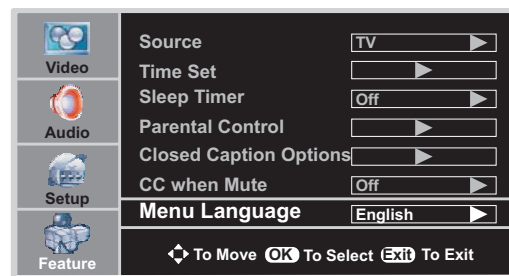 Video
Audio
Setup
Feature
Source TV
Time Set
Sleep Timer Off
Parental Control
Closed Caption Options
CC when Mute Off
Menu Language English
To Move OK To Select Exit To Exit